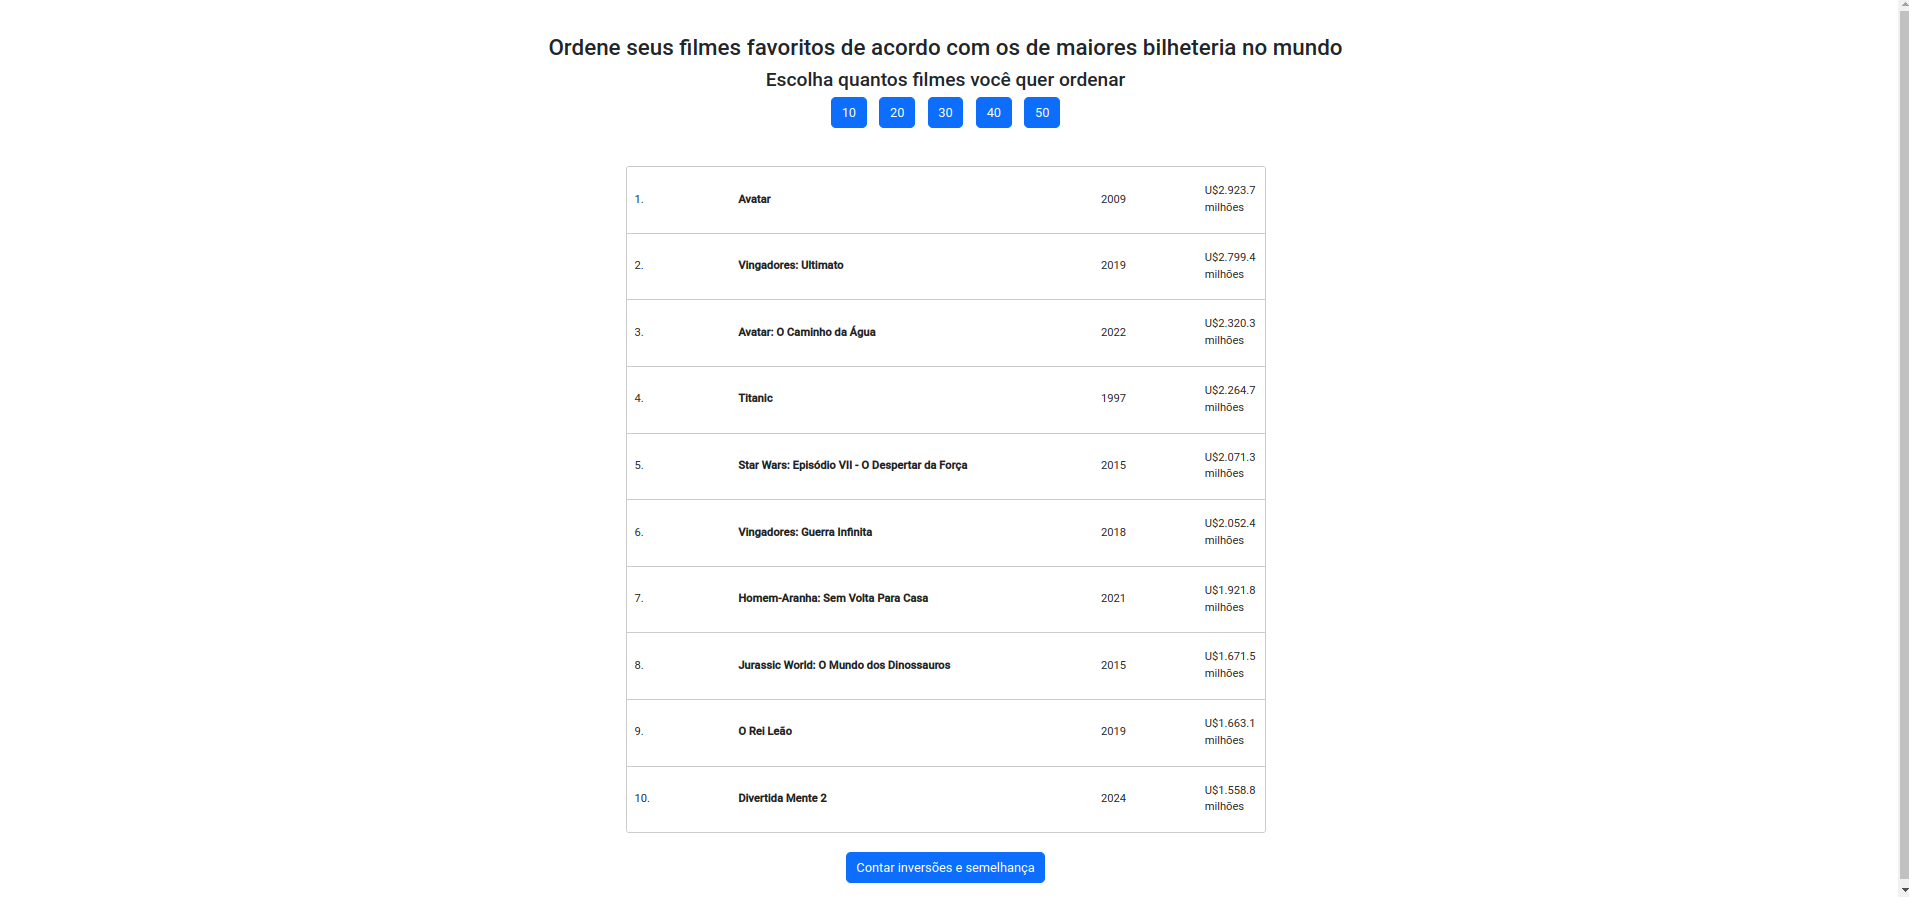 Ordene seus filmes favoritos de acordo com os de maiores bilheteria no mundo
Escolha quantos filmes você quer ordenar
10 20 30 40 50
1. Avatar 2009 U$2.923.7
milhões
2. Vingadores: Ultimato 2019 U$2.799.4
milhões
3. Avatar: O Caminho da Água 2022 U$2.320.3
milhões
4. Titanic 1997 U$2.264.7
milhões
5. Star Wars: Episódio VII - O Despertar da Força 2015 U$2.071.3
milhões
6. Vingadores: Guerra Infinita 2018 U$2.052.4
milhões
7. Homem-Aranha: Sem Volta Para Casa 2021 U$1.921.8
milhões
8. Jurassic World: O Mundo dos Dinossauros 2015 U$1.671.5
milhões
9. O Rei Leão 2019 U$1.663.1
milhões
10. Divertida Mente 2 2024 U$1.558.8
milhões
Contar inversões e semelhança